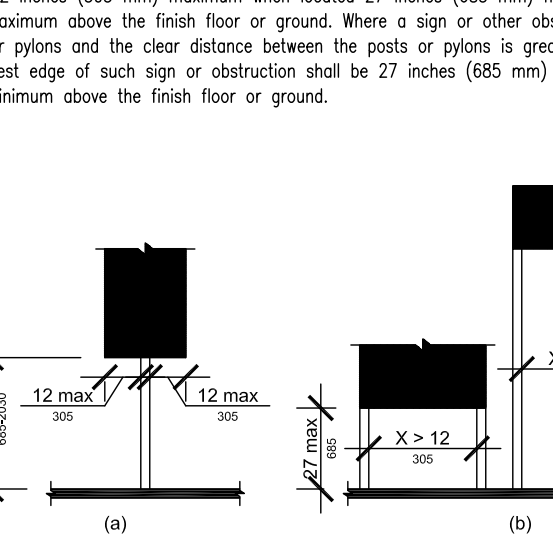 inches (305 mm) maximum when located 27 inches (685 mm)
aximum above the finish floor or ground. Where a sign or other obs
r pylons and the clear distance between the posts or pylons is grea
est edge of such sign or obstruction shall be 27 inches (685 mm)
inimum above the finish floor or ground.
12 max
305
12 max
305
685-2030
27 max
685
X > 12
305
X
(a)
(b)